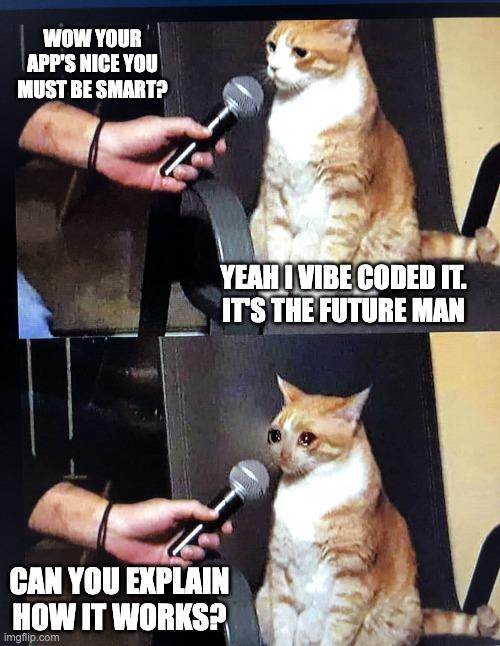 WOW YOUR
APP'S NICE YOU
MUST BE SMART?
YEAH I VIBE CODED IT.
IT'S THE FUTURE MAN
CAN YOU EXPLAIN
HOW IT WORKS?
imgflip.com